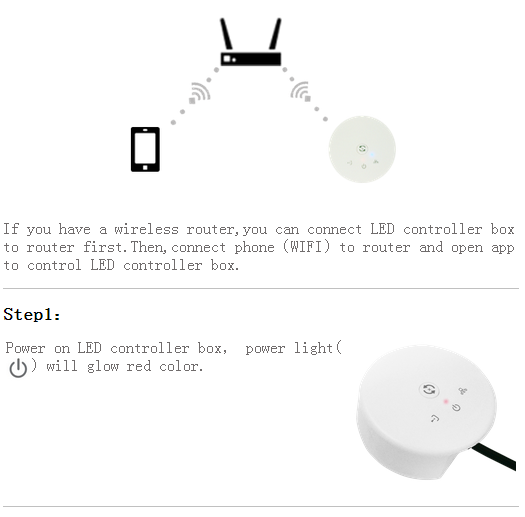 If you have a wireless router,you can connect LED controller box
to router first.Then,connect phone (WIFI) to router and open app
to control LED controller box.
Step1:
Power on LED controller box, power light(
) will glow red color.